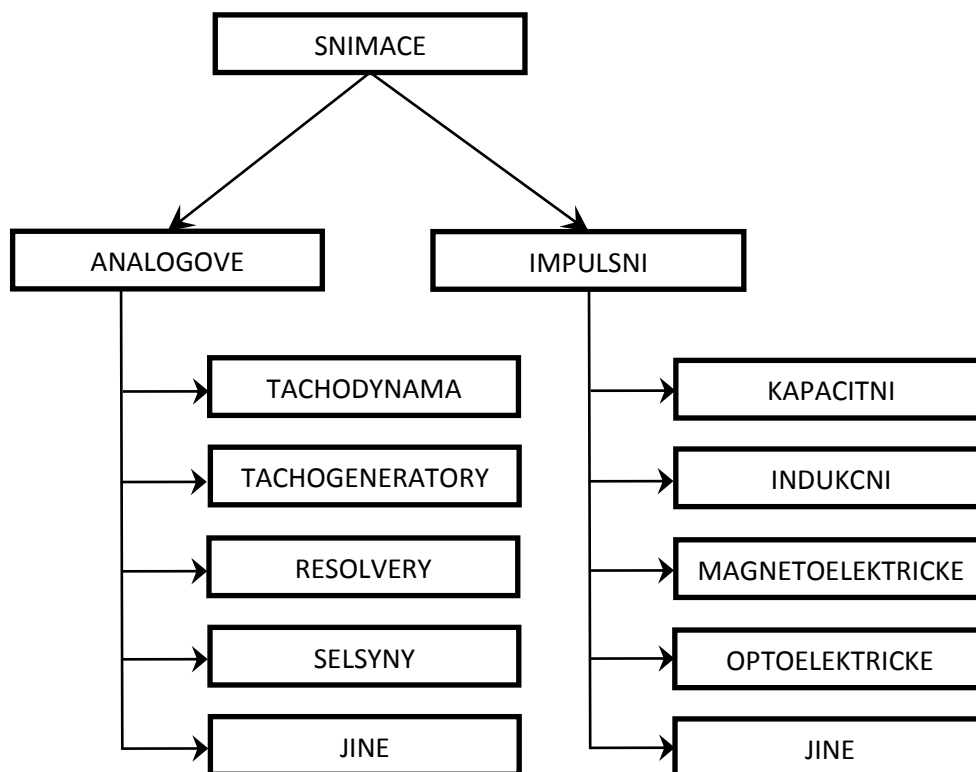 SNIMACE
ANALOGOVE
TACHODYNAMA
TACHOGENERATORY
RESOLVERY
SELSYNY
JINE
IMPULSNI
KAPACITNI
INDUKCNI
MAGNETOELEKTRICKE
OPTOELEKTRICKE
JINE